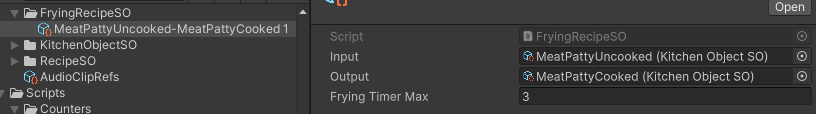 FryingRecipeSO
MeatPattyUncooked-MeatPattyCooked 1
KitchenObjectSO
RecipeSO
AudioClipRefs
Scripts
Counters
Open
Script FryingRecipeSO
Input MeatPattyUncooked (Kitchen Object SO)
Output MeatPattyCooked (Kitchen Object SO)
Frying Timer Max 3